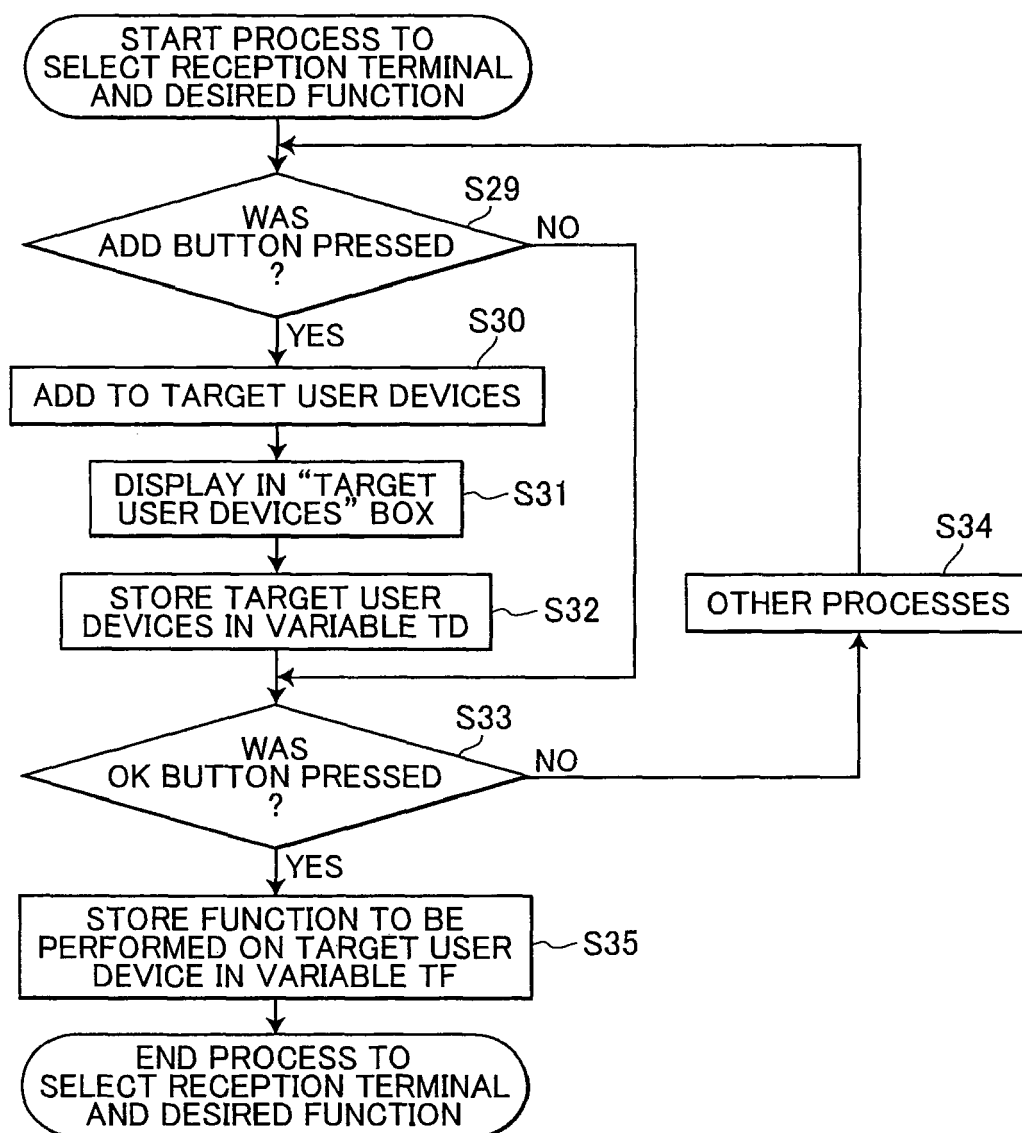 START PROCESS TO
SELECT RECEPTION TERMINAL
AND DESIRED FUNCTION
S29
WAS
ADD BUTTON PRESSED
?
NO
YES
S30
ADD TO TARGET USER DEVICES
DISPLAY IN “TARGET
USER DEVICES” BOX
S31
S34
STORE TARGET USER
DEVICES IN VARIABLE TD
S32
OTHER PROCESSES
S33
WAS
OK BUTTON PRESSED
?
NO
YES
STORE FUNCTION TO BE
PERFORMED ON TARGET USER
DEVICE IN VARIABLE TF
S35
END PROCESS TO
SELECT RECEPTION TERMINAL
AND DESIRED FUNCTION